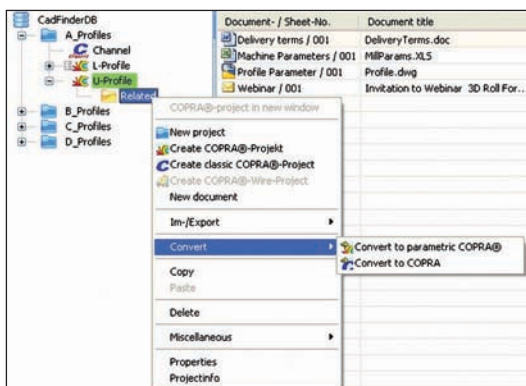 CadFinderDB
A_Profiles
Channel
L-Profile
U-Profile
Related
B_Profiles
C_Profiles
D_Profiles
Document- / Sheet-No. Document title
Delivery terms / 001 DeliveryTerms.doc
Machine Parameters / 001 MillParams.XLS
Profile Parameter / 001 Profile.dwg
Webinar / 001 Invitation to Webinar 3D Roll For..
COPRA®-project in new window
New project
Create COPRA®-Projekt
Create classic COPRA®-Project
Create COPRA®-Wire-Project
New document
Im-/Export
Convert
Convert to parametric COPRA®
Convert to COPRA
Copy
Paste
Delete
Miscellaneous
Properties
Projectinfo